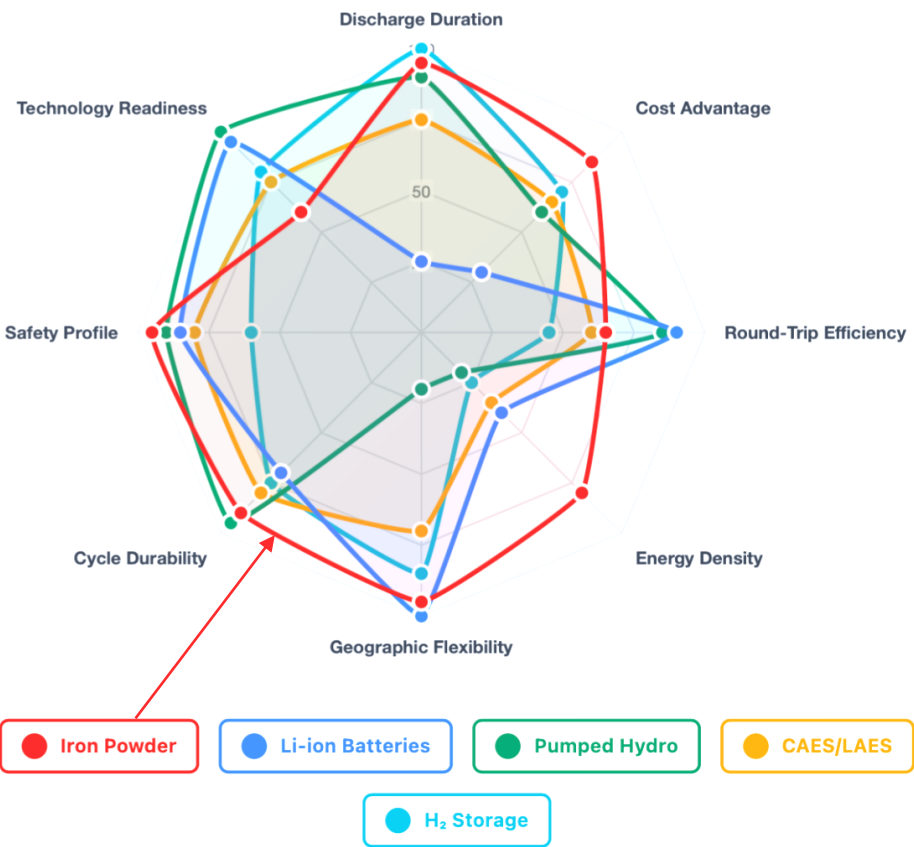 Discharge Duration
Technology Readiness
Cost Advantage
50
Safety Profile
Round-Trip Efficiency
Cycle Durability
Energy Density
Geographic Flexibility
Iron Powder
Li-ion Batteries
Pumped Hydro
CAES/LAES
H₂ Storage